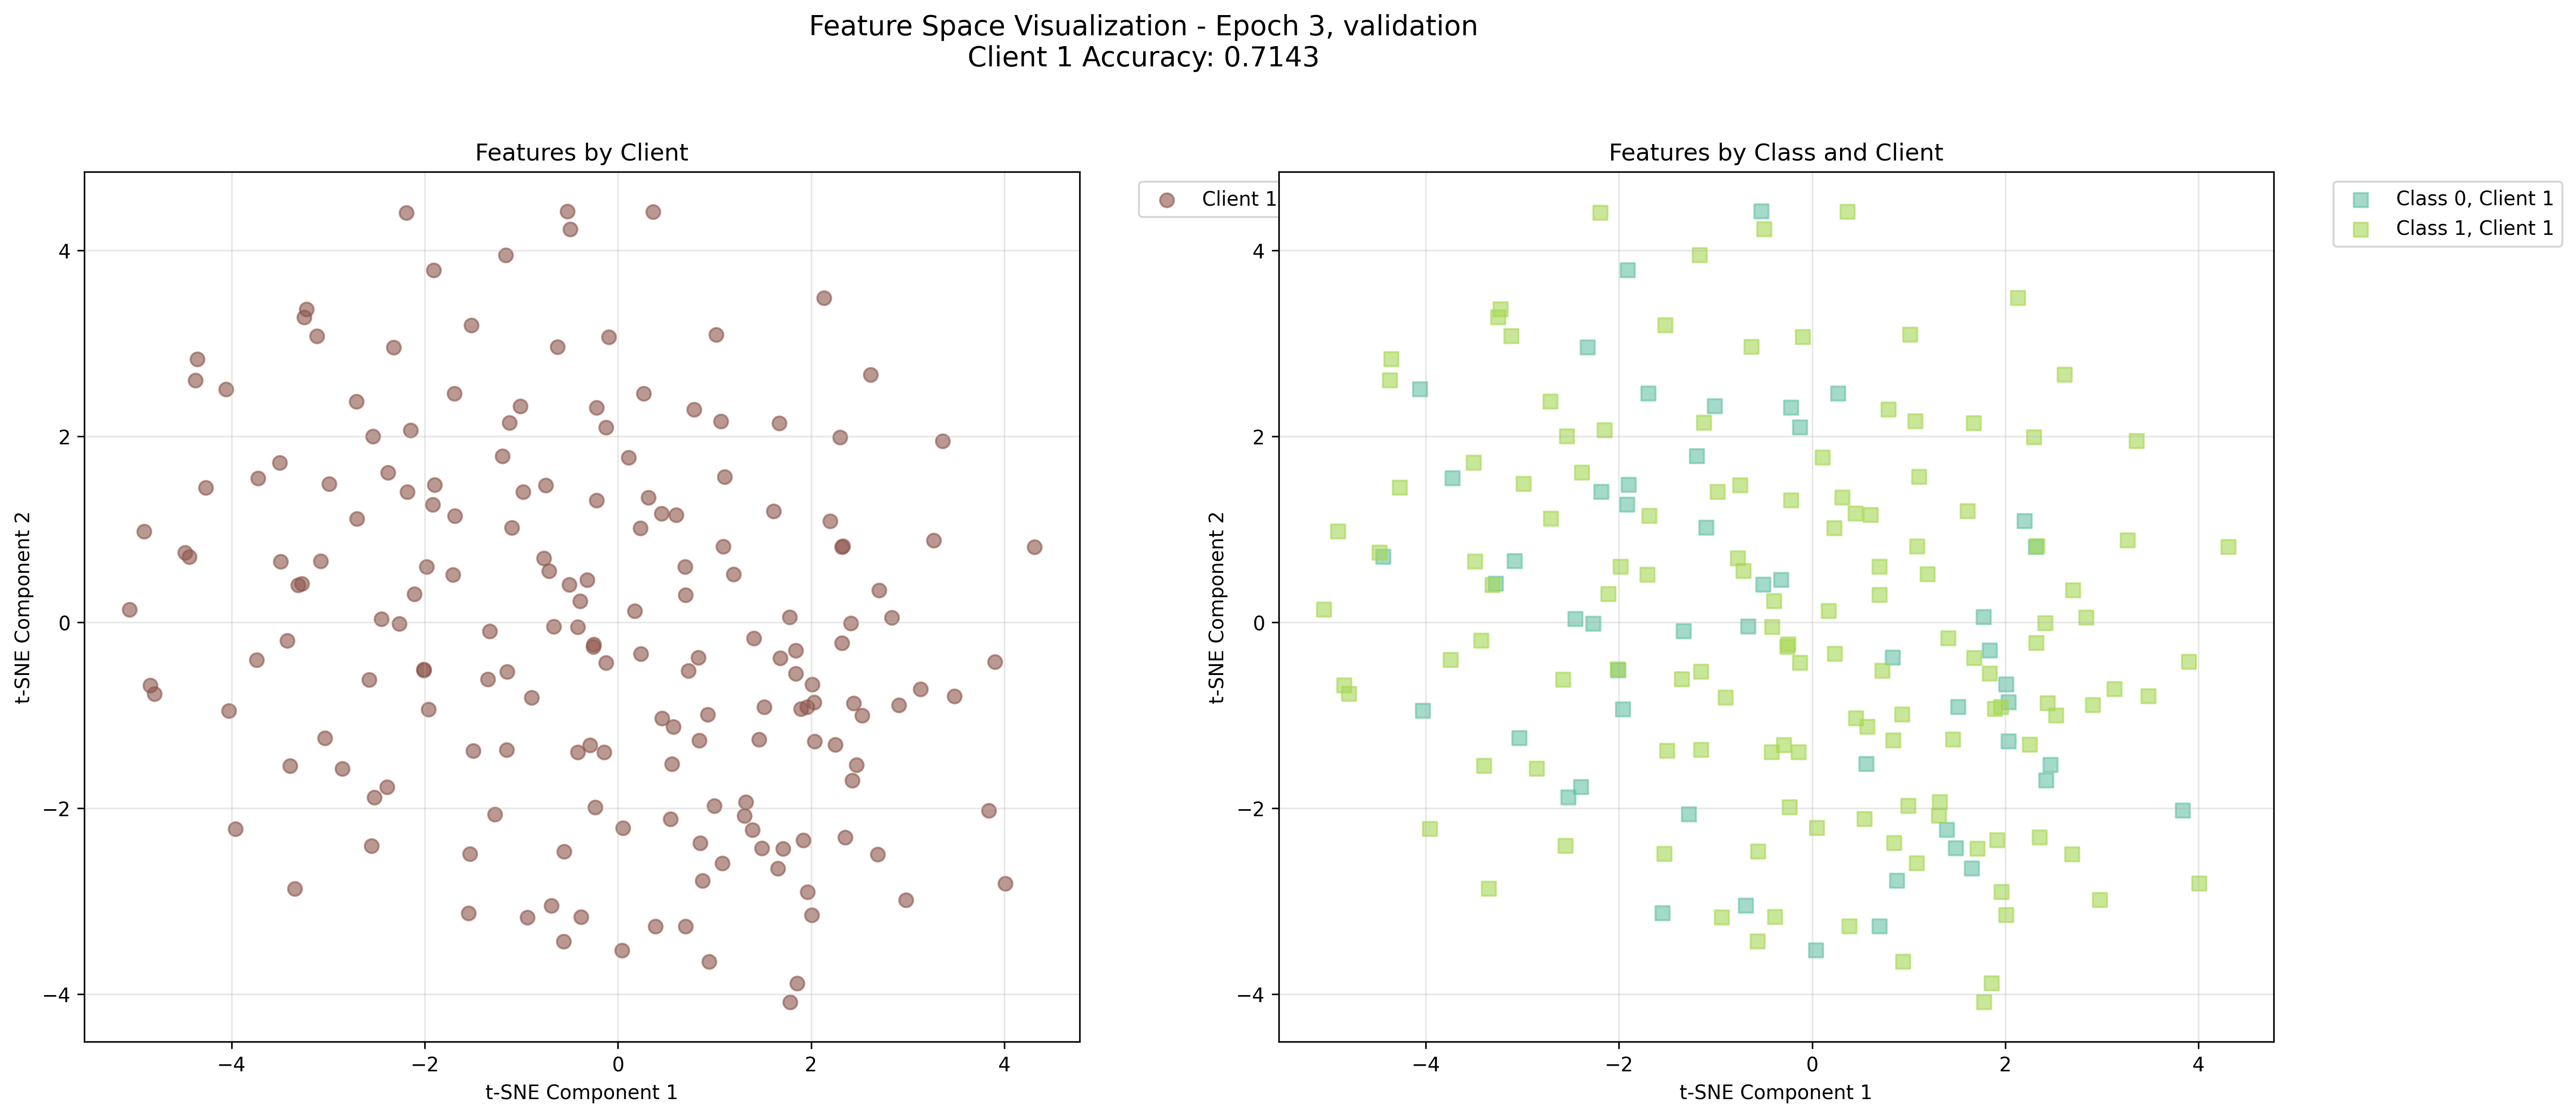 Feature Space Visualization - Epoch 3, validation
Client 1 Accuracy: 0.7143
Features by Client
t-SNE Component 2
4
2
0
−2
−4
−4
−2
0
2
4
t-SNE Component 1
Client 1
Features by Class and Client
t-SNE Component 2
4
2
0
−2
−4
−4
−2
0
2
4
t-SNE Component 1
Class 0, Client 1
Class 1, Client 1